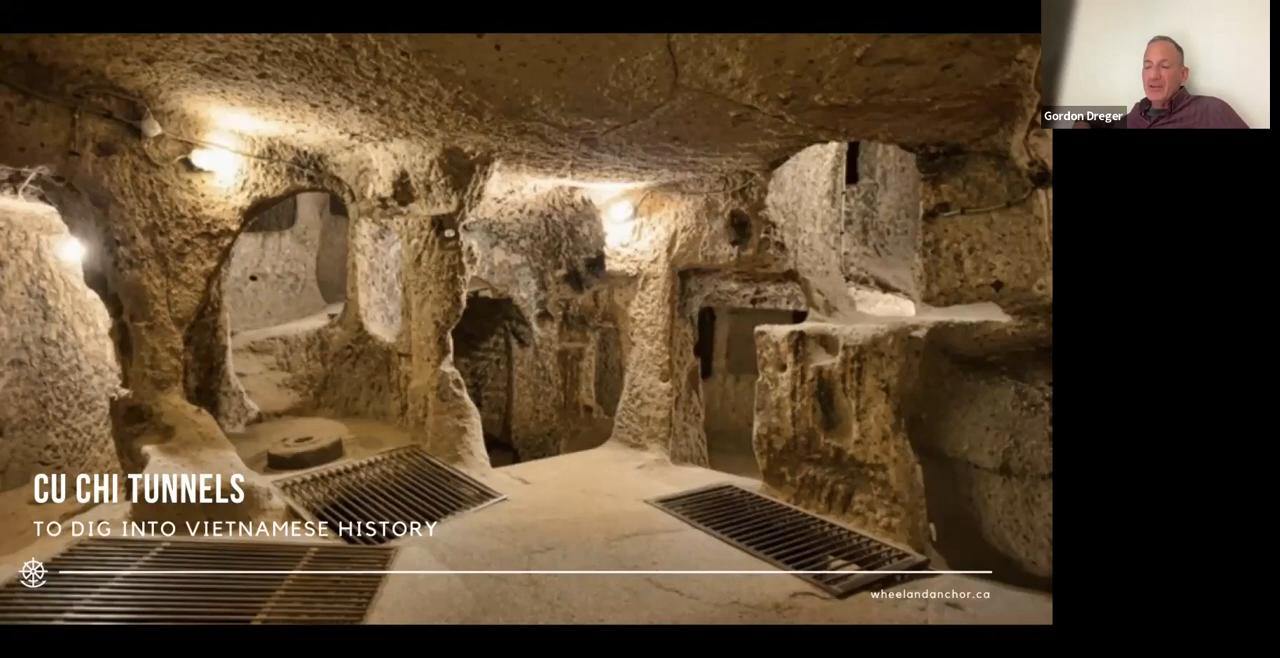 Gordon Dreger
CU CHI TUNNELS
TO DIG INTO VIETNAMESE HISTORY
wheelandanchor.ca